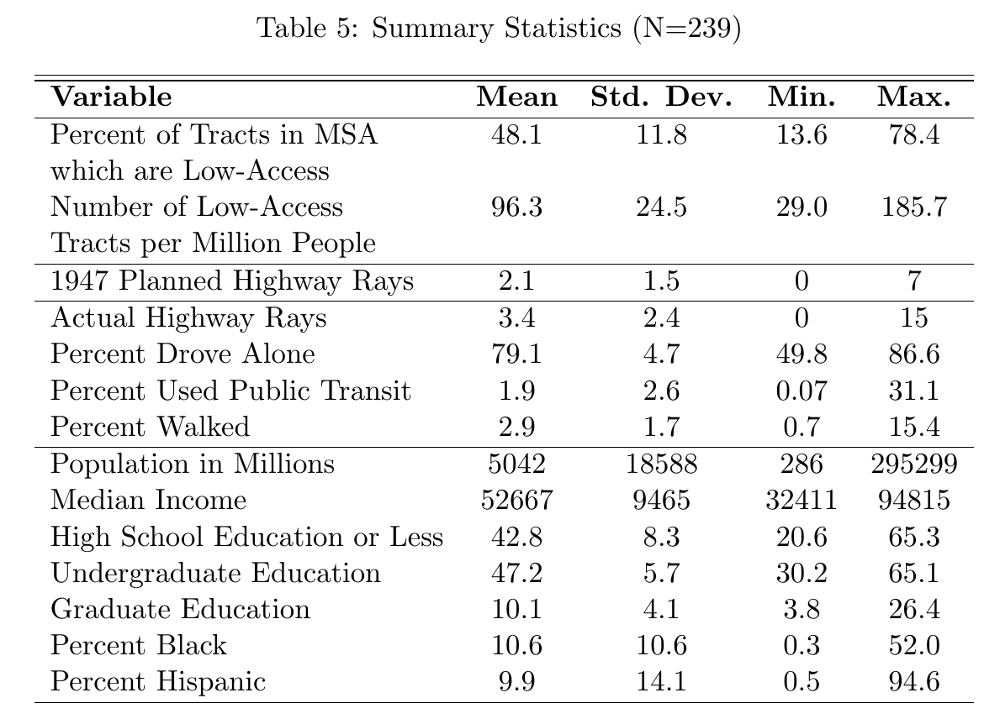 Table 5: Summary Statistics (N=239)
Variable Mean Std. Dev. Min. Max.
Percent of Tracts in MSA 48.1 11.8 13.6 78.4
which are Low-Access
Number of Low-Access 96.3 24.5 29.0 185.7
Tracts per Million People
1947 Planned Highway Rays 2.1 1.5 0 7
Actual Highway Rays 3.4 2.4 0 15
Percent Drove Alone 79.1 4.7 49.8 86.6
Percent Used Public Transit 1.9 2.6 0.07 31.1
Percent Walked 2.9 1.7 0.7 15.4
Population in Millions 5042 18588 286 295299
Median Income 52667 9465 32411 94815
High School Education or Less 42.8 8.3 20.6 65.3
Undergraduate Education 47.2 5.7 30.2 65.1
Graduate Education 10.1 4.1 3.8 26.4
Percent Black 10.6 10.6 0.3 52.0
Percent Hispanic 9.9 14.1 0.5 94.6